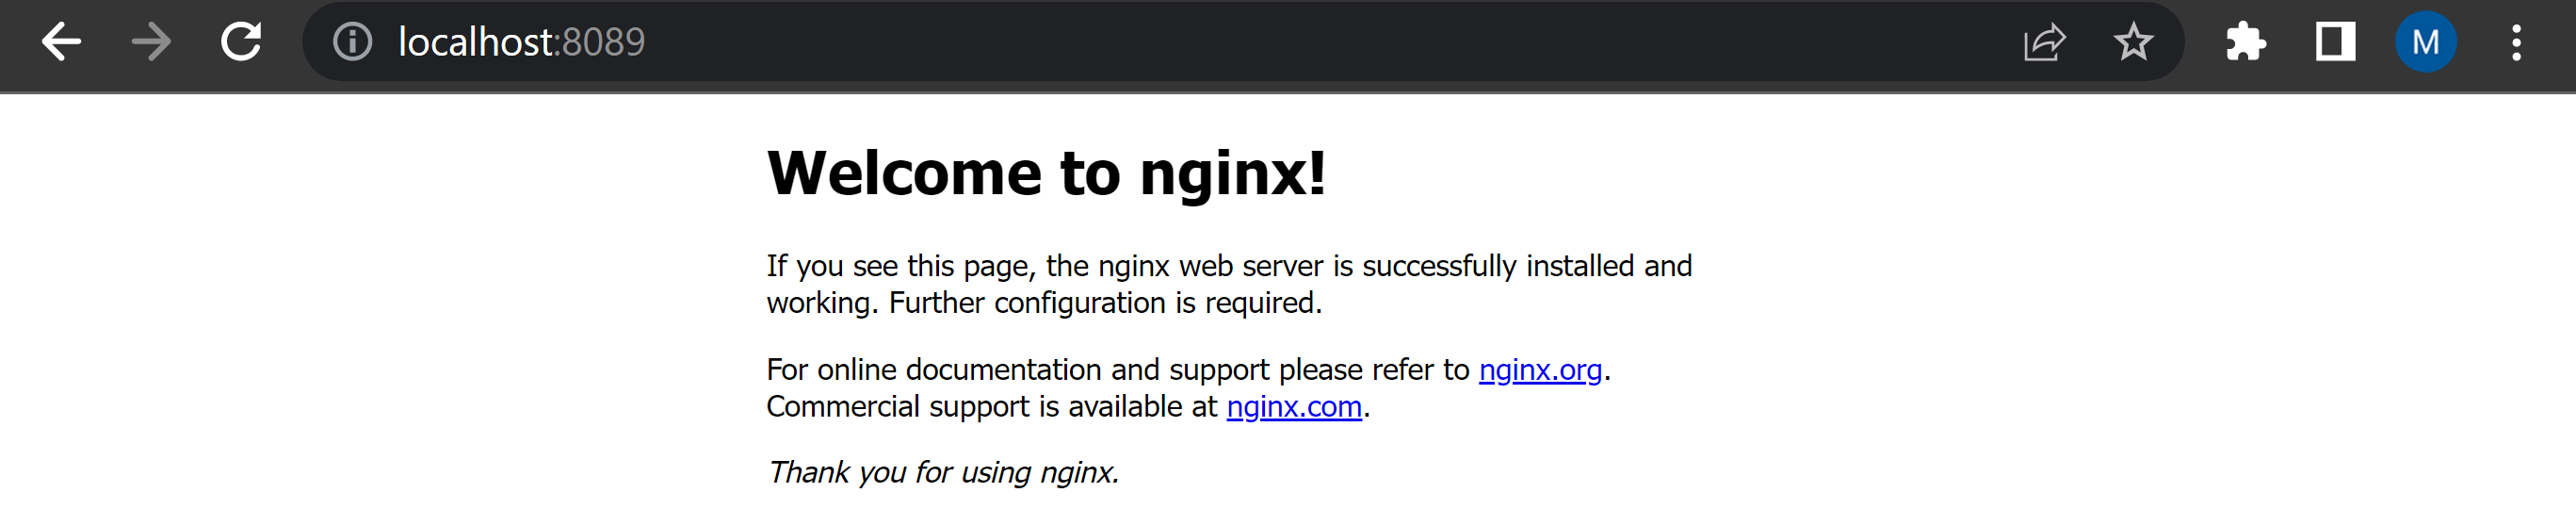 localhost:8089
M
Welcome to nginx!
If you see this page, the nginx web server is successfully installed and
working. Further configuration is required.
For online documentation and support please refer to nginx.org.
Commercial support is available at nginx.com.
Thank you for using nginx.